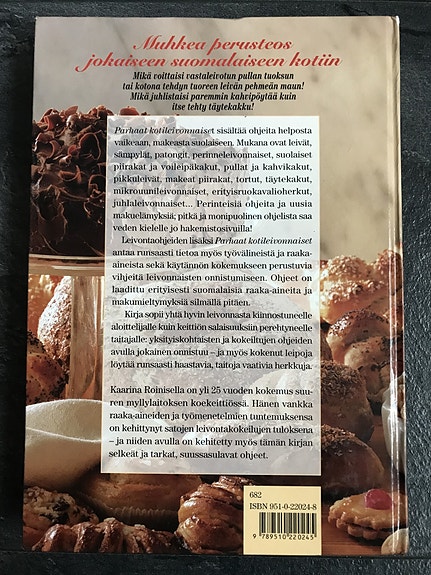 Muhkea perusteos
jokaiseen suomalaiseen kotiin
Mikä voittaisi vastaleivotun pullan tuoksun
tai kotona tehdyn tuoreen leivän pehmeän maun!
Mikä juhlistaisi paremmin kahvipöytää kuin
itse tehty täytekakku!
Parhaat kotileivonnaiset sisältää ohjeita helposta
vaikeaan, makeasta suolaiseen. Mukana ovat leivät,
sämpylät, patongit, perinneleivonnaiset, suolaiset
piirakat ja voileipäkakut, pullat ja kahvikakut,
pikkuleivät, makeat piirakat, tortut, täytekakut,
mikrouunileivonnaiset, erityisruokavalioherkut,
juhlaleivonnaiset... Perinteisiä ohjeita ja uusia
makuelämyksiä; pitkä ja monipuolinen ohjelista saa
veden kielelle jo hakemistosivuilla!
Leivontaohjeiden lisäksi Parhaat kotileivonnaiset
antaa runsaasti tietoa myös työvälineistä ja raaka-
aineista sekä käytännön kokemukseen perustuvia
vihjeitä leivonnaisten onnistumiseen. Ohjeet on
laadittu erityisesti suomalaisia raaka-aineita ja
makumieltymyksiä silmällä pitäen.
Kirja sopii yhtä hyvin leivonnasta kiinnostuneelle
aloittelijalle kuin keittiön salaisuuksiin perehtyneelle
taitajalle: yksityiskohtaisten ja kokeiltujen ohjeiden
avulla jokainen onnistuu – ja myös kokenut leipoja
löytää runsaasti haastavia, taitoja vaativia herkkuja.
Kaarina Roinisella on yli 25 vuoden kokemus suu-
ren myllylaitoksen koekeittiössä. Hänen vankka
raaka-aineiden ja työmenetelmien tuntemuksensa
on kehittynyt satojen leivontakokeilujen tuloksena
– ja niiden avulla on kehitetty myös tämän kirjan
selkeät ja tarkat, suussasulavat ohjeet.
682
ISBN 951-0-22024-8
9 789510 220245